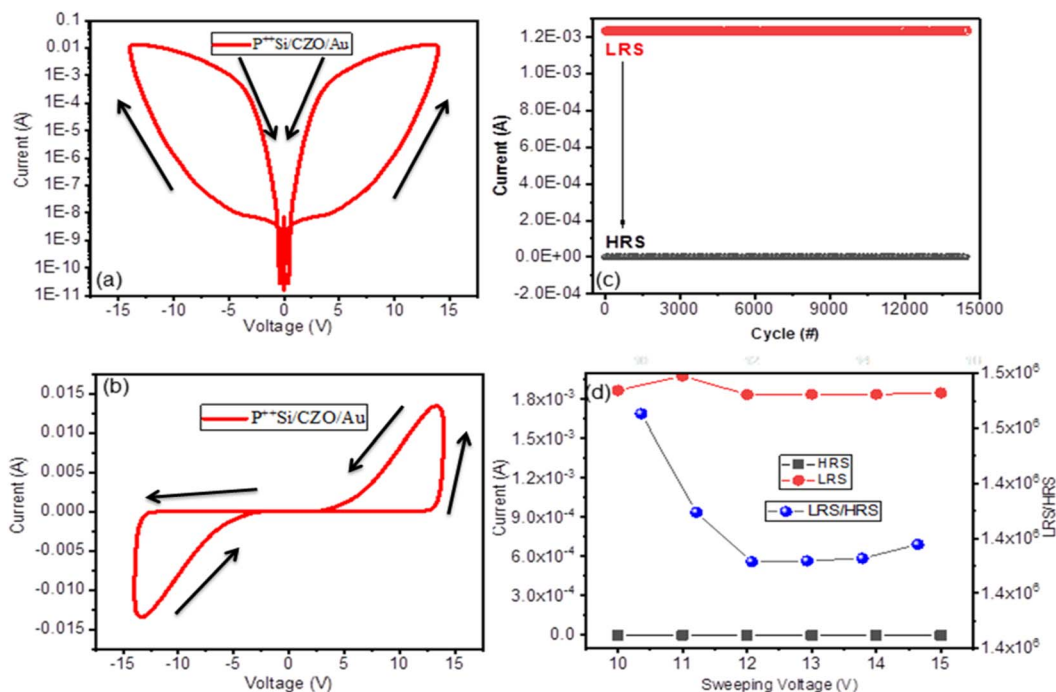 0.1
0.01
1E-3
1E-4
1E-5
1E-6
1E-7
1E-8
1E-9
1E-10
1E-11
Current (A)
P⁺⁺Si/CZO/Au
(a)
-15 -10 -5 0 5 10 15
Voltage (V)
1.2E-03
1.0E-03
8.0E-04
6.0E-04
4.0E-04
2.0E-04
0.0E+00
-2.0E-04
Current (A)
LRS
HRS
(c)
0 3000 6000 9000 12000 15000
Cycle (#)
(b)
0.015
0.010
0.005
0.000
-0.005
-0.010
-0.015
Current (A)
P⁺⁺Si/CZO/Au
-15 -10 -5 0 5 10 15
Voltage (V)
(d)
1.8x10⁻³
1.5x10⁻³
1.2x10⁻³
9.0x10⁻⁴
6.0x10⁻⁴
3.0x10⁻⁴
0.0
Current (A)
HRS
LRS
LRS/HRS
1.5x10⁶
1.5x10⁶
1.4x10⁶
1.4x10⁶
1.4x10⁶
1.4x10⁶
LRS/HRS
10 11 12 13 14 15
Sweeping Voltage (V)